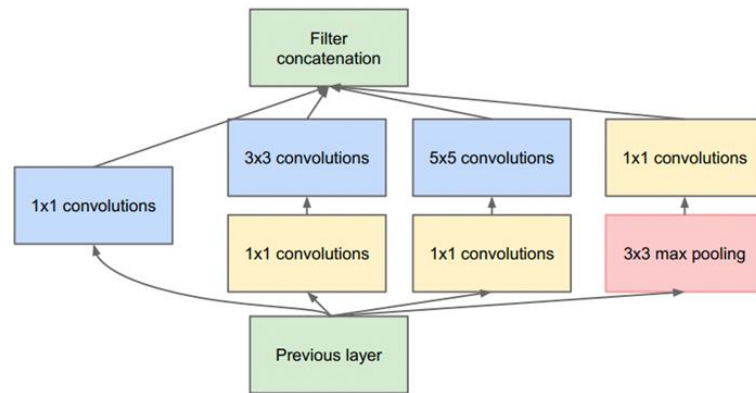 Filter
concatenation
3x3 convolutions
5x5 convolutions
1x1 convolutions
1x1 convolutions
1x1 convolutions
1x1 convolutions
3x3 max pooling
Previous layer